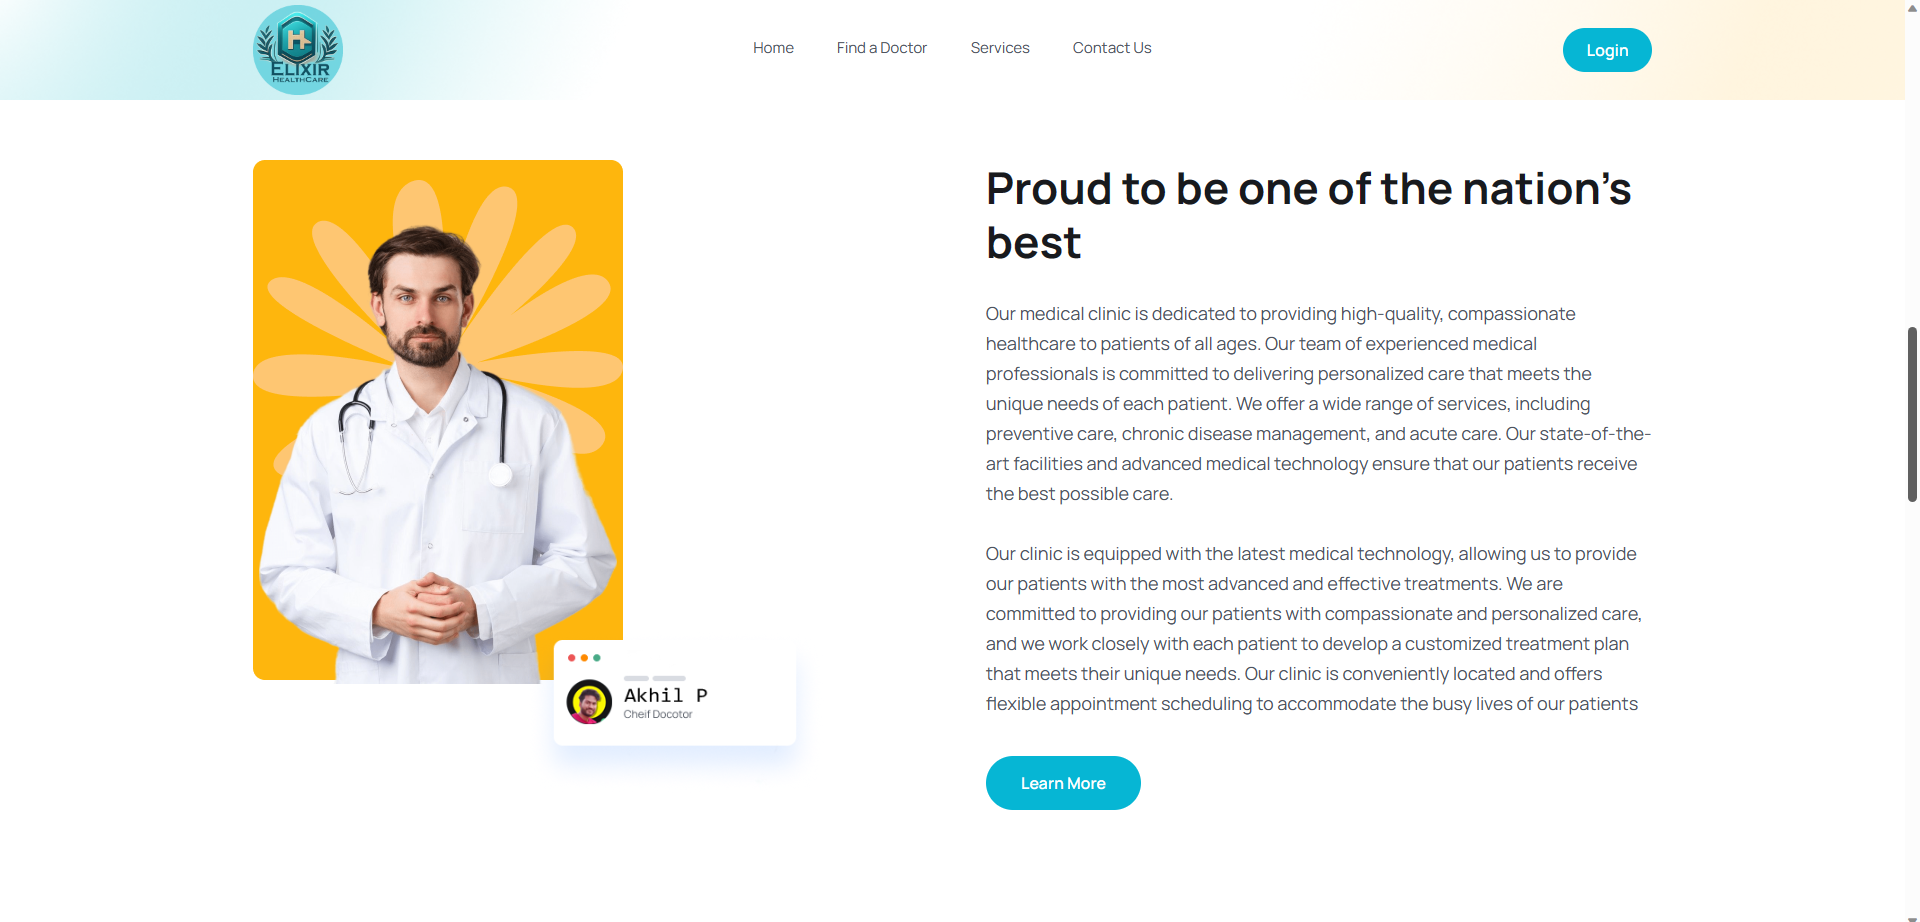 H
ELIXIR
HEALTHCARE
Home
Find a Doctor
Services
Contact Us
Login
Proud to be one of the nation's
best
Our medical clinic is dedicated to providing high-quality, compassionate
healthcare to patients of all ages. Our team of experienced medical
professionals is committed to delivering personalized care that meets the
unique needs of each patient. We offer a wide range of services, including
preventive care, chronic disease management, and acute care. Our state-of-the-
art facilities and advanced medical technology ensure that our patients receive
the best possible care.
Our clinic is equipped with the latest medical technology, allowing us to provide
our patients with the most advanced and effective treatments. We are
committed to providing our patients with compassionate and personalized care,
and we work closely with each patient to develop a customized treatment plan
that meets their unique needs. Our clinic is conveniently located and offers
flexible appointment scheduling to accommodate the busy lives of our patients
Learn More
Akhil P
Cheif Docotor